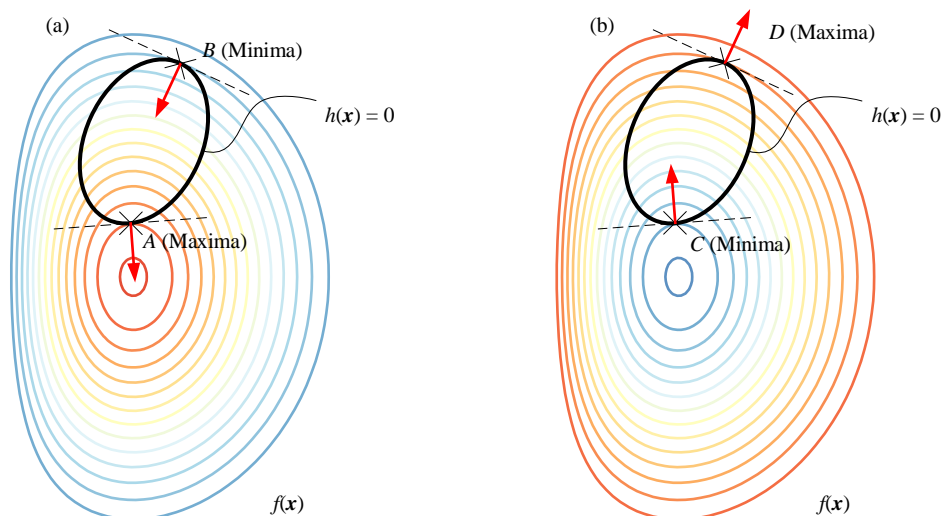 (a)
B (Minima)
h(x) = 0
A (Maxima)
f(x)
(b)
D (Maxima)
h(x) = 0
C (Minima)
f(x)